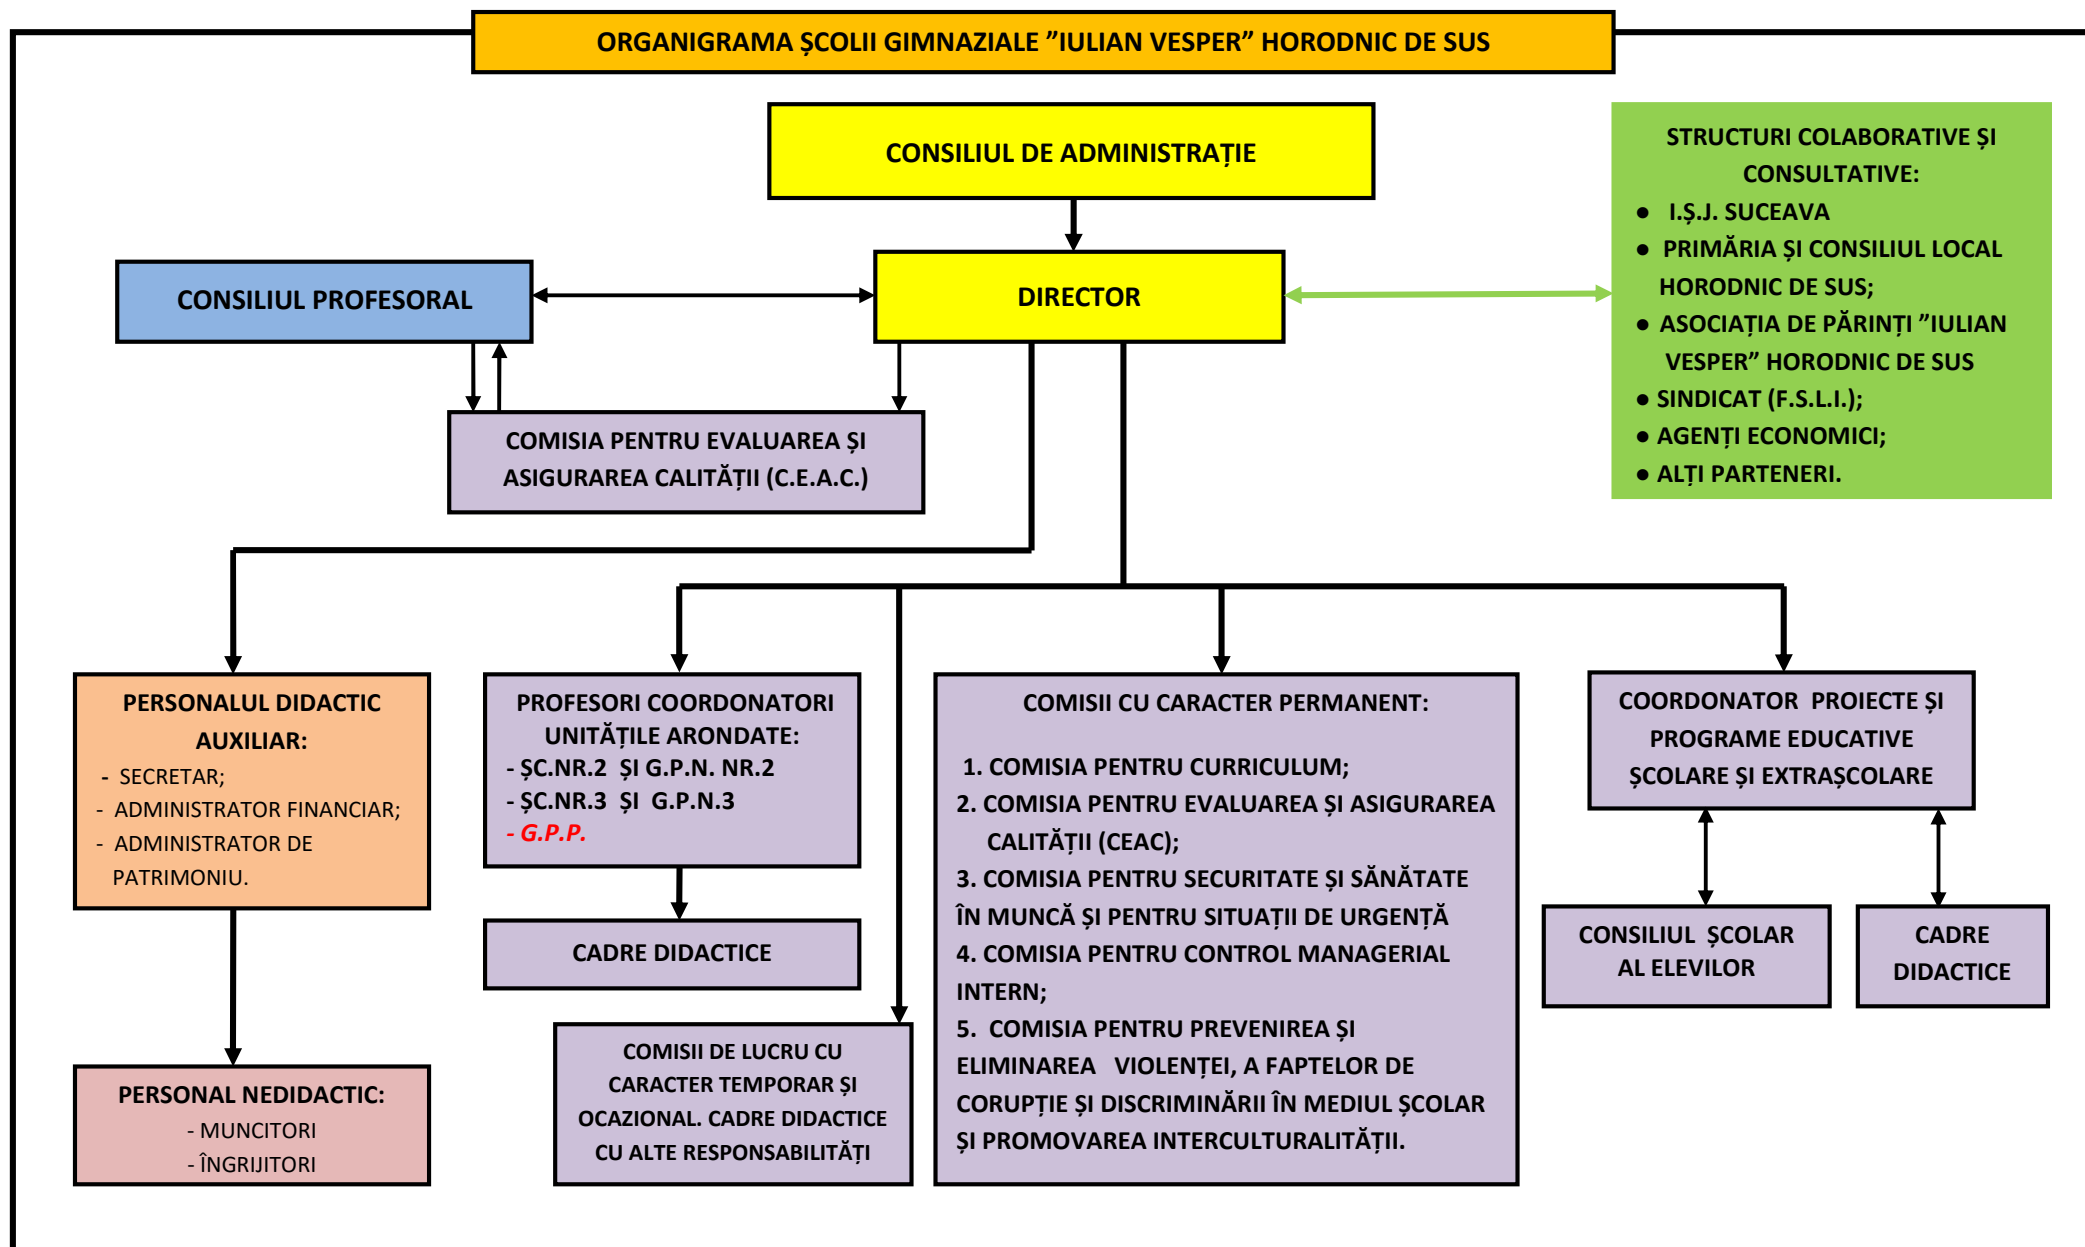 ORGANIGRAMA ȘCOLII GIMNAZIALE ”IULIAN VESPER” HORODNIC DE SUS
CONSILIUL DE ADMINISTRAȚIE
STRUCTURI COLABORATIVE ȘI
CONSULTATIVE:
● I.Ș.J. SUCEAVA
● PRIMĂRIA ȘI CONSILIUL LOCAL
HORODNIC DE SUS;
● ASOCIAȚIA DE PĂRINȚI ”IULIAN
VESPER” HORODNIC DE SUS
● SINDICAT (F.S.L.I.);
● AGENȚI ECONOMICI;
● ALȚI PARTENERI.
CONSILIUL PROFESORAL
DIRECTOR
COMISIA PENTRU EVALUAREA ȘI
ASIGURAREA CALITĂȚII (C.E.A.C.)
PERSONALUL DIDACTIC
AUXILIAR:
- SECRETAR;
- ADMINISTRATOR FINANCIAR;
- ADMINISTRATOR DE
PATRIMONIU.
PERSONAL NEDIDACTIC:
- MUNCITORI
- ÎNGRIJITORI
PROFESORI COORDONATORI
UNITĂȚILE ARONDATE:
- ȘC.NR.2 ȘI G.P.N. NR.2
- ȘC.NR.3 ȘI G.P.N.3
- G.P.P.
CADRE DIDACTICE
COMISII DE LUCRU CU
CARACTER TEMPORAR ȘI
OCAZIONAL. CADRE DIDACTICE
CU ALTE RESPONSABILITĂȚI
COMISII CU CARACTER PERMANENT:
1. COMISIA PENTRU CURRICULUM;
2. COMISIA PENTRU EVALUAREA ȘI ASIGURAREA
CALITĂȚII (CEAC);
3. COMISIA PENTRU SECURITATE ȘI SĂNĂTATE
ÎN MUNCĂ ȘI PENTRU SITUAȚII DE URGENȚĂ
4. COMISIA PENTRU CONTROL MANAGERIAL
INTERN;
5. COMISIA PENTRU PREVENIREA ȘI
ELIMINAREA VIOLENȚEI, A FAPTELOR DE
CORUPȚIE ȘI DISCRIMINĂRII ÎN MEDIUL ȘCOLAR
ȘI PROMOVAREA INTERCULTURALITĂȚII.
COORDONATOR PROIECTE ȘI
PROGRAME EDUCATIVE
ȘCOLARE ȘI EXTRAȘCOLARE
CONSILIUL ȘCOLAR
AL ELEVILOR
CADRE
DIDACTICE